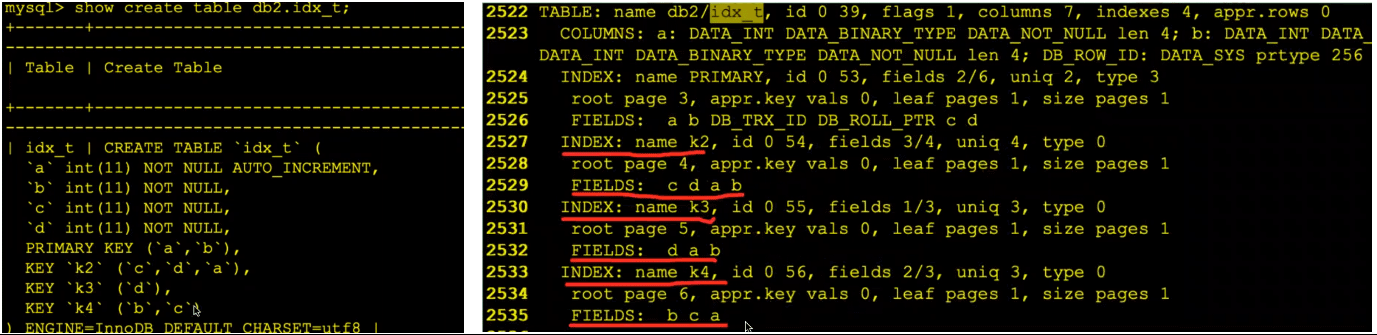 mysql> show create table db2.idx_t;
+-------+-----------------------------------
-------------------------------------------
| Table | Create Table
+-------+-----------------------------------
-------------------------------------------
| idx_t | CREATE TABLE `idx_t` (
`a` int(11) NOT NULL AUTO_INCREMENT,
`b` int(11) NOT NULL,
`c` int(11) NOT NULL,
`d` int(11) NOT NULL,
PRIMARY KEY (`a`,`b`),
KEY `k2` (`c`,`d`,`a`),
KEY `k3` (`d`),
KEY `k4` (`b`,`c`)
) ENGINE=InnoDB DEFAULT CHARSET=utf8 |
2522 TABLE: name db2/idx_t, id 0 39, flags 1, columns 7, indexes 4, appr.rows 0
2523 COLUMNS: a: DATA_INT DATA_BINARY_TYPE DATA_NOT_NULL len 4; b: DATA_INT DATA_
DATA_INT DATA_BINARY_TYPE DATA_NOT_NULL len 4; DB_ROW_ID: DATA_SYS prtype 256
2524 INDEX: name PRIMARY, id 0 53, fields 2/6, uniq 2, type 3
2525 root page 3, appr.key vals 0, leaf pages 1, size pages 1
2526 FIELDS: a b DB_TRX_ID DB_ROLL_PTR c d
2527 INDEX: name k2, id 0 54, fields 3/4, uniq 4, type 0
2528 root page 4, appr.key vals 0, leaf pages 1, size pages 1
2529 FIELDS: c d a b
2530 INDEX: name k3, id 0 55, fields 1/3, uniq 3, type 0
2531 root page 5, appr.key vals 0, leaf pages 1, size pages 1
2532 FIELDS: d a b
2533 INDEX: name k4, id 0 56, fields 2/3, uniq 3, type 0
2534 root page 6, appr.key vals 0, leaf pages 1, size pages 1
2535 FIELDS: b c a